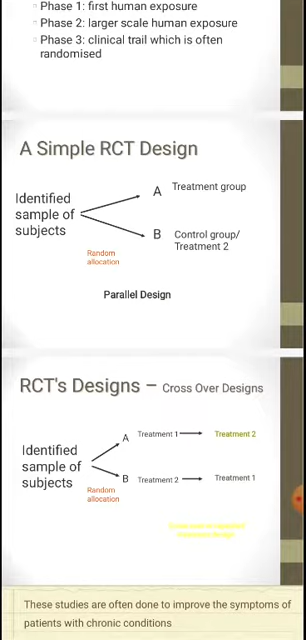 Phase 1: first human exposure
Phase 2: larger scale human exposure
Phase 3: clinical trail which is often
randomised
A Simple RCT Design
Identified
sample of
subjects
A Treatment group
B Control group/
Treatment 2
Random
allocation
Parallel Design
RCT's Designs – Cross Over Designs
Identified
sample of
subjects
A Treatment 1 Treatment 2
B Treatment 2 Treatment 1
Random
allocation
These studies are often done to improve the symptoms of
patients with chronic conditions